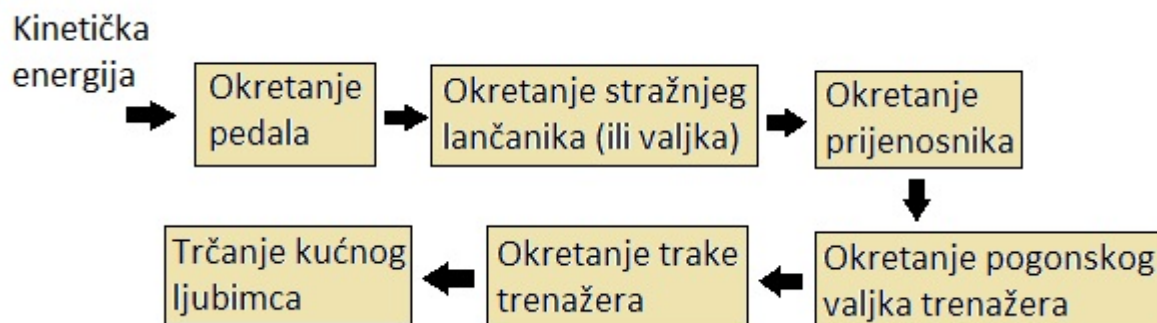 Kinetička
energija
Okretanje
pedala
Okretanje stražnjeg
lančanika (ili valjka)
Okretanje
prijenosnika
Okretanje pogonskog
valjka trenažera
Okretanje trake
trenažera
Trčanje kućnog
ljubimca